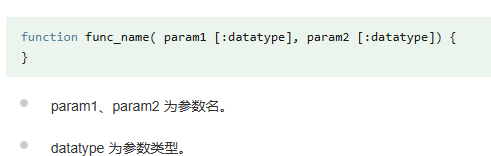 function func_name( param1 [:datatype], param2 [:datatype]) {
}
param1、param2 为参数名。
datatype 为参数类型。